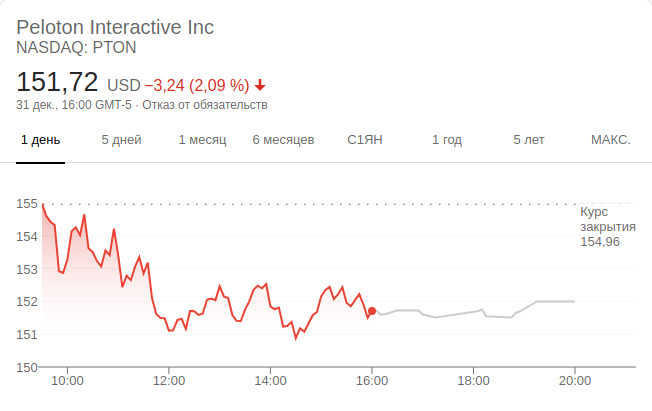 Peloton Interactive Inc
NASDAQ: PTON
151,72 USD −3,24 (2,09 %)
31 дек., 16:00 GMT-5 · Отказ от обязательств
1 день 5 дней 1 месяц 6 месяцев С1ЯН 1 год 5 лет МАКС.
155
Курс
закрытия
154,96
154
153
152
151
150
10:00 12:00 14:00 16:00 18:00 20:00